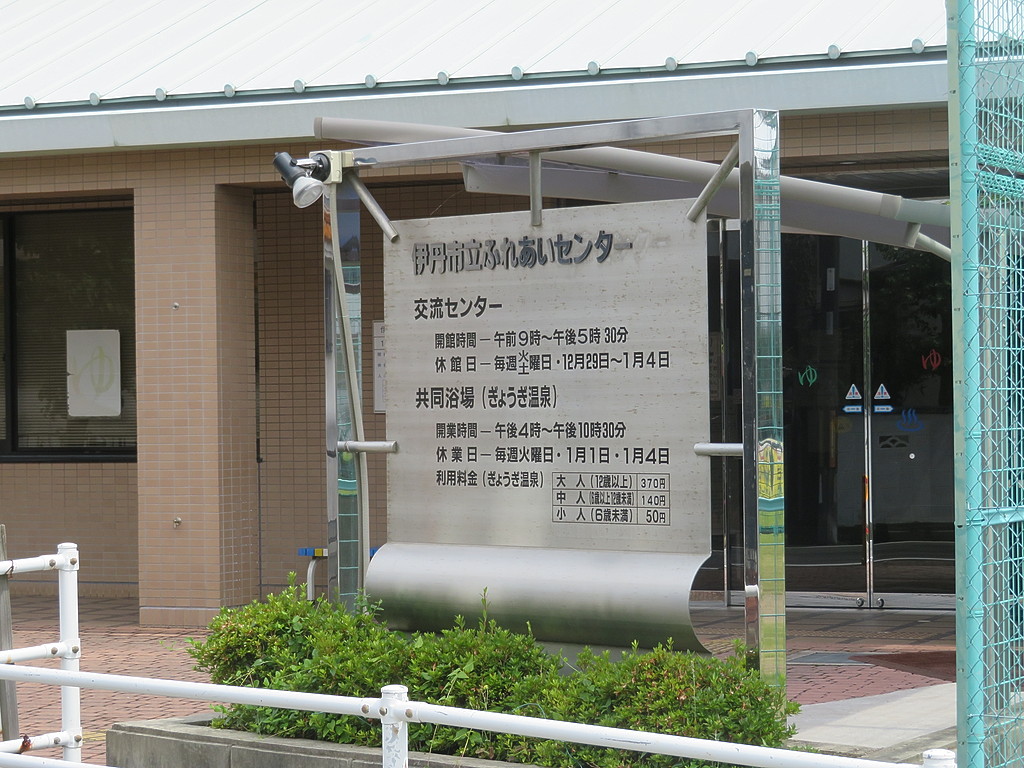 伊丹市立ふれあいセンター
交流センター
開館時間 ― 午前9時～午後5時30分
休館日 ― 毎週火土曜日・12月29日～1月4日
共同浴場(ぎょうぎ温泉)
開業時間 ― 午後4時～午後10時30分
休業日 ― 毎週火曜日・1月1日・1月4日
利用料金(ぎょうぎ温泉)
大人(12歳以上) 370円
中人(6歳以上12歳未満) 140円
小人(6歳未満) 50円
ゆ
ゆ
ゆ